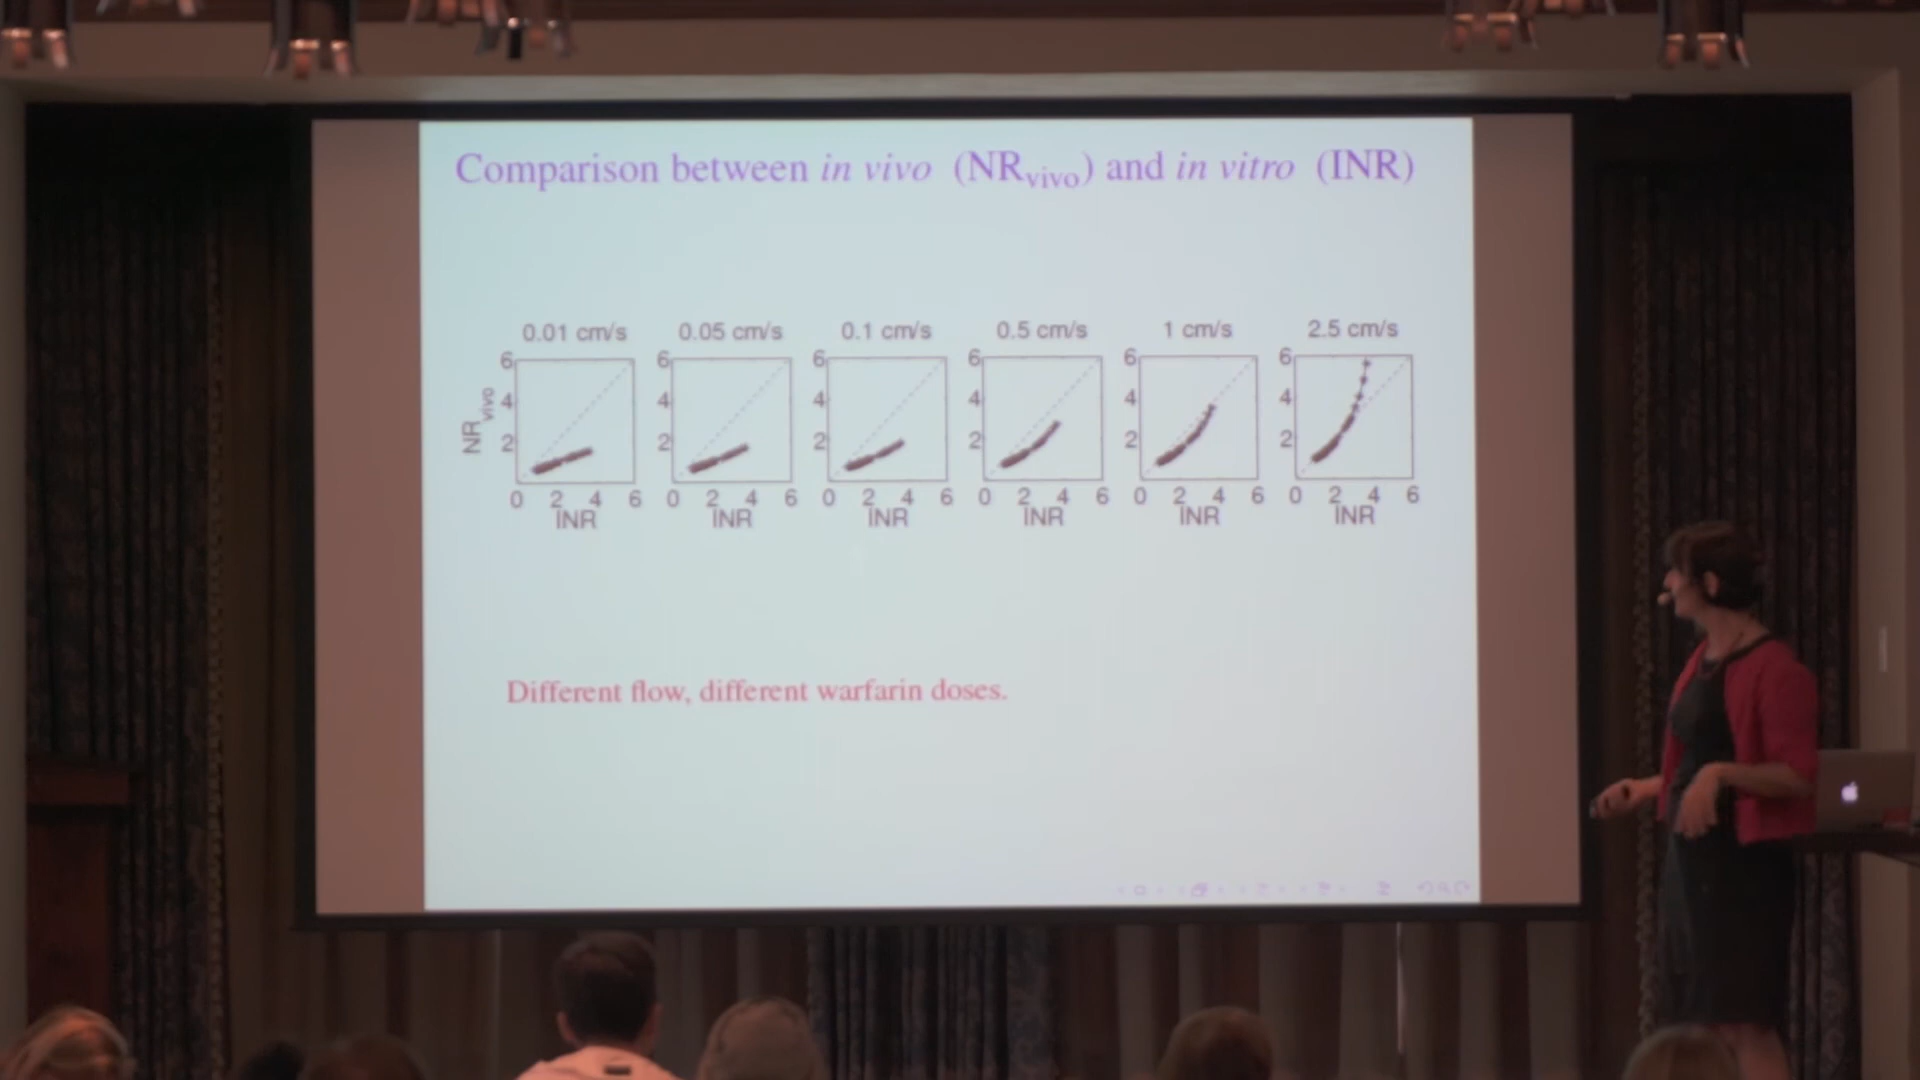 Comparison between in vivo (NRvivo) and in vitro (INR)
0.01 cm/s 0.05 cm/s 0.1 cm/s 0.5 cm/s 1 cm/s 2.5 cm/s
6 6 6 6 6 6
4 4 4 4 4 4
NRvivo
2 2 2 2 2 2
0 2 4 6 0 2 4 6 0 2 4 6 0 2 4 6 0 2 4 6 0 2 4 6
INR INR INR INR INR INR
Different flow, different warfarin doses.